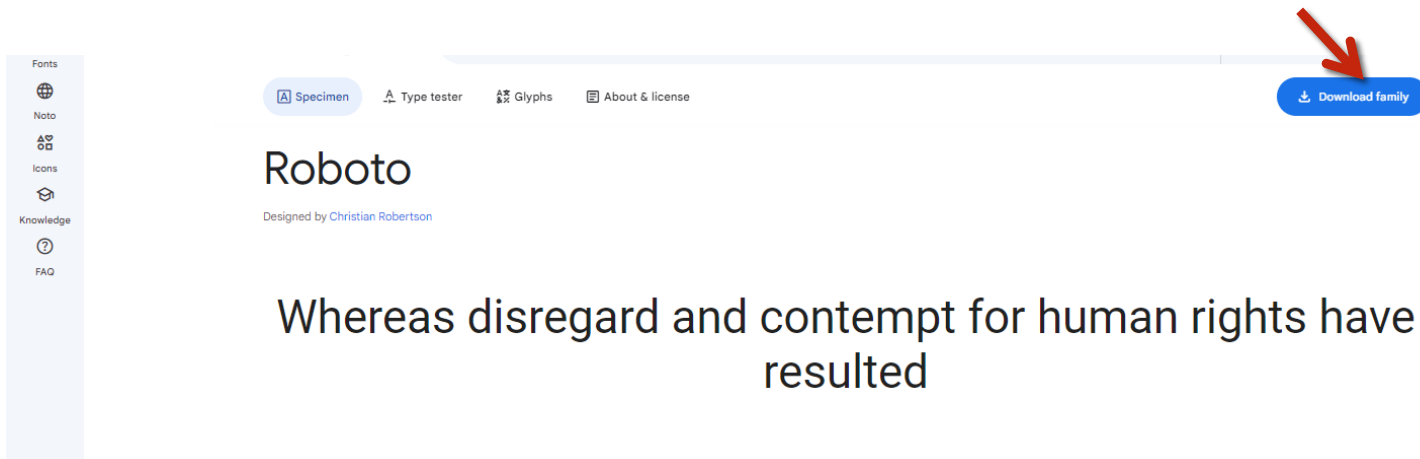 Fonts
Noto
Icons
Knowledge
FAQ
Specimen
Type tester
Glyphs
About & license
Download family
Roboto
Designed by Christian Robertson
Whereas disregard and contempt for human rights have
resulted